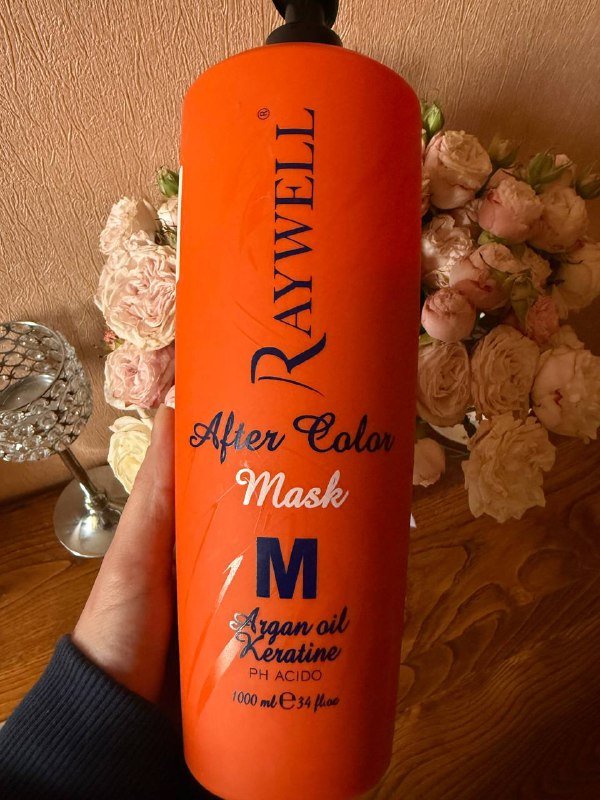 RAYWELL®
After Color
Mask
M
Argan oil
Keratine
PH ACIDO
1000 ml e 34 fl.oz